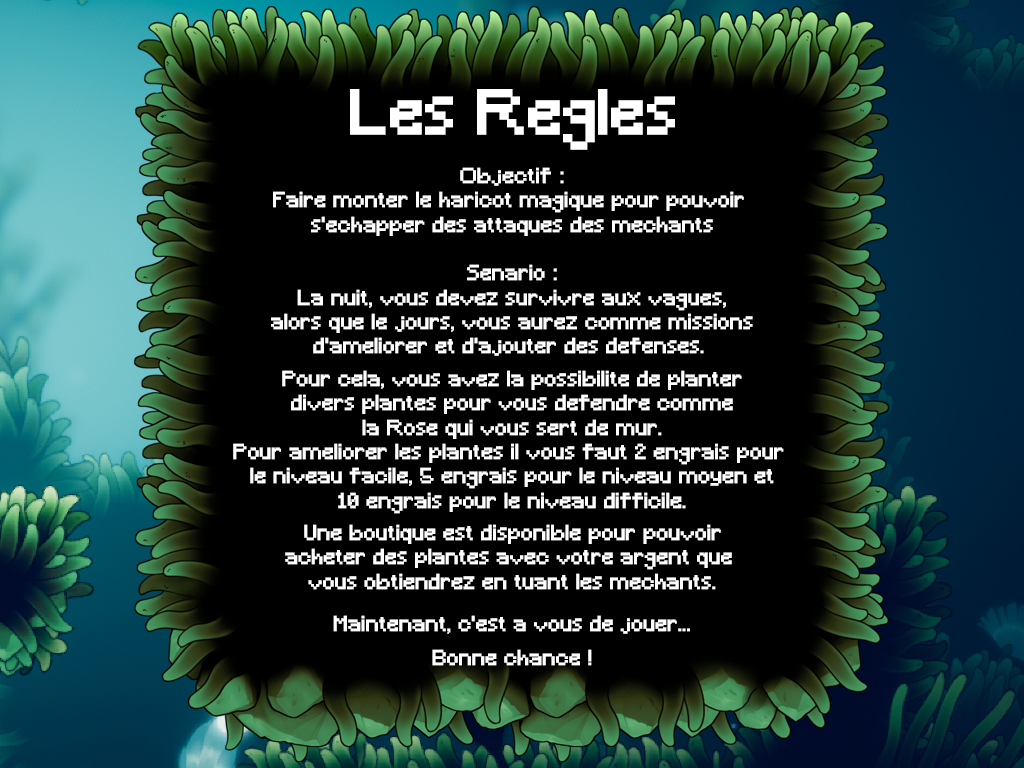 Les Regles
Objectif :
Faire monter le haricot magique pour pouvoir
s'echapper des attaques des mechants
Senario :
La nuit, vous devez survivre aux vagues,
alors que le jours, vous aurez comme missions
d'ameliorer et d'ajouter des defenses.
Pour cela, vous avez la possibilite de planter
divers plantes pour vous defendre comme
la Rose qui vous sert de mur.
Pour ameliorer les plantes il vous faut 2 engrais pour
le niveau facile, 5 engrais pour le niveau moyen et
10 engrais pour le niveau difficile.
Une boutique est disponible pour pouvoir
acheter des plantes avec votre argent que
vous obtiendrez en tuant les mechants.
Maintenant, c'est a vous de jouer...
Bonne chance !